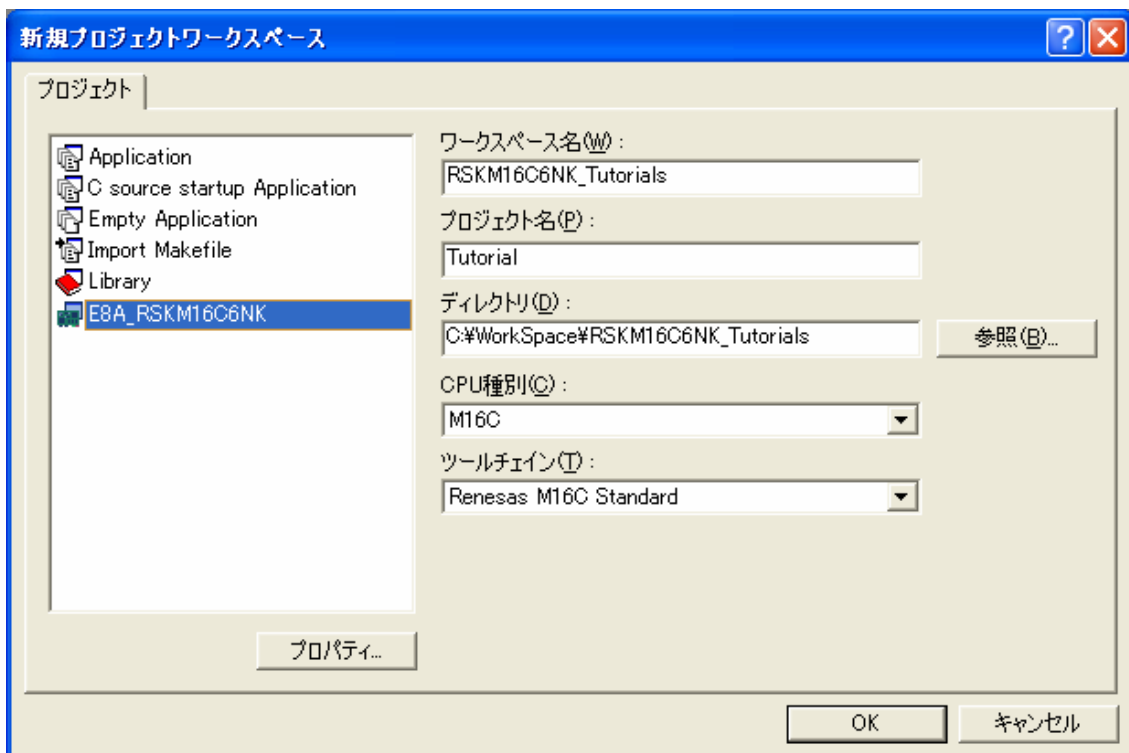 新規プロジェクトワークスペース
プロジェクト
Application
C source startup Application
Empty Application
Import Makefile
Library
E8A_RSKM16C6NK
プロパティ...
ワークスペース名(W) :
RSKM16C6NK_Tutorials
プロジェクト名(P) :
Tutorial
ディレクトリ(D) :
C:¥WorkSpace¥RSKM16C6NK_Tutorials
参照(B)...
CPU種別(C) :
M16C
ツールチェイン(T) :
Renesas M16C Standard
OK
キャンセル